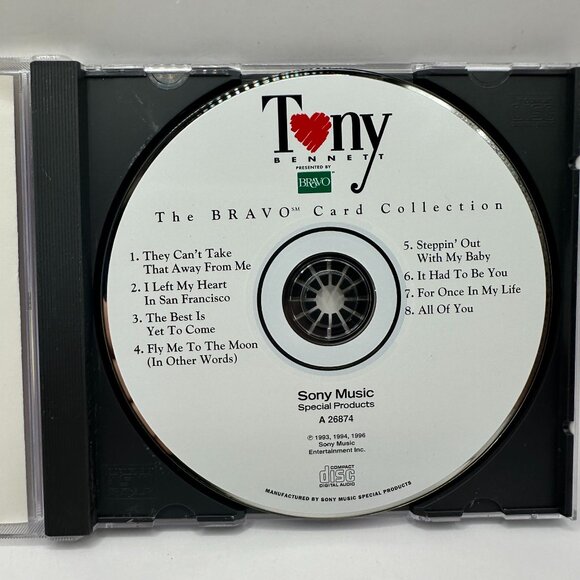 Tony
BENNETT
PRESENTED BY
BRAVO
The BRAVO℠ Card Collection
1. They Can't Take
That Away From Me
2. I Left My Heart
In San Francisco
3. The Best Is
Yet To Come
4. Fly Me To The Moon
(In Other Words)
5. Steppin' Out
With My Baby
6. It Had To Be You
7. For Once In My Life
8. All Of You
Sony Music
Special Products
A 26874
℗ 1993, 1994, 1996
Sony Music
Entertainment Inc.
COMPACT
disc
DIGITAL AUDIO
MANUFACTURED BY SONY MUSIC SPECIAL PRODUCTS